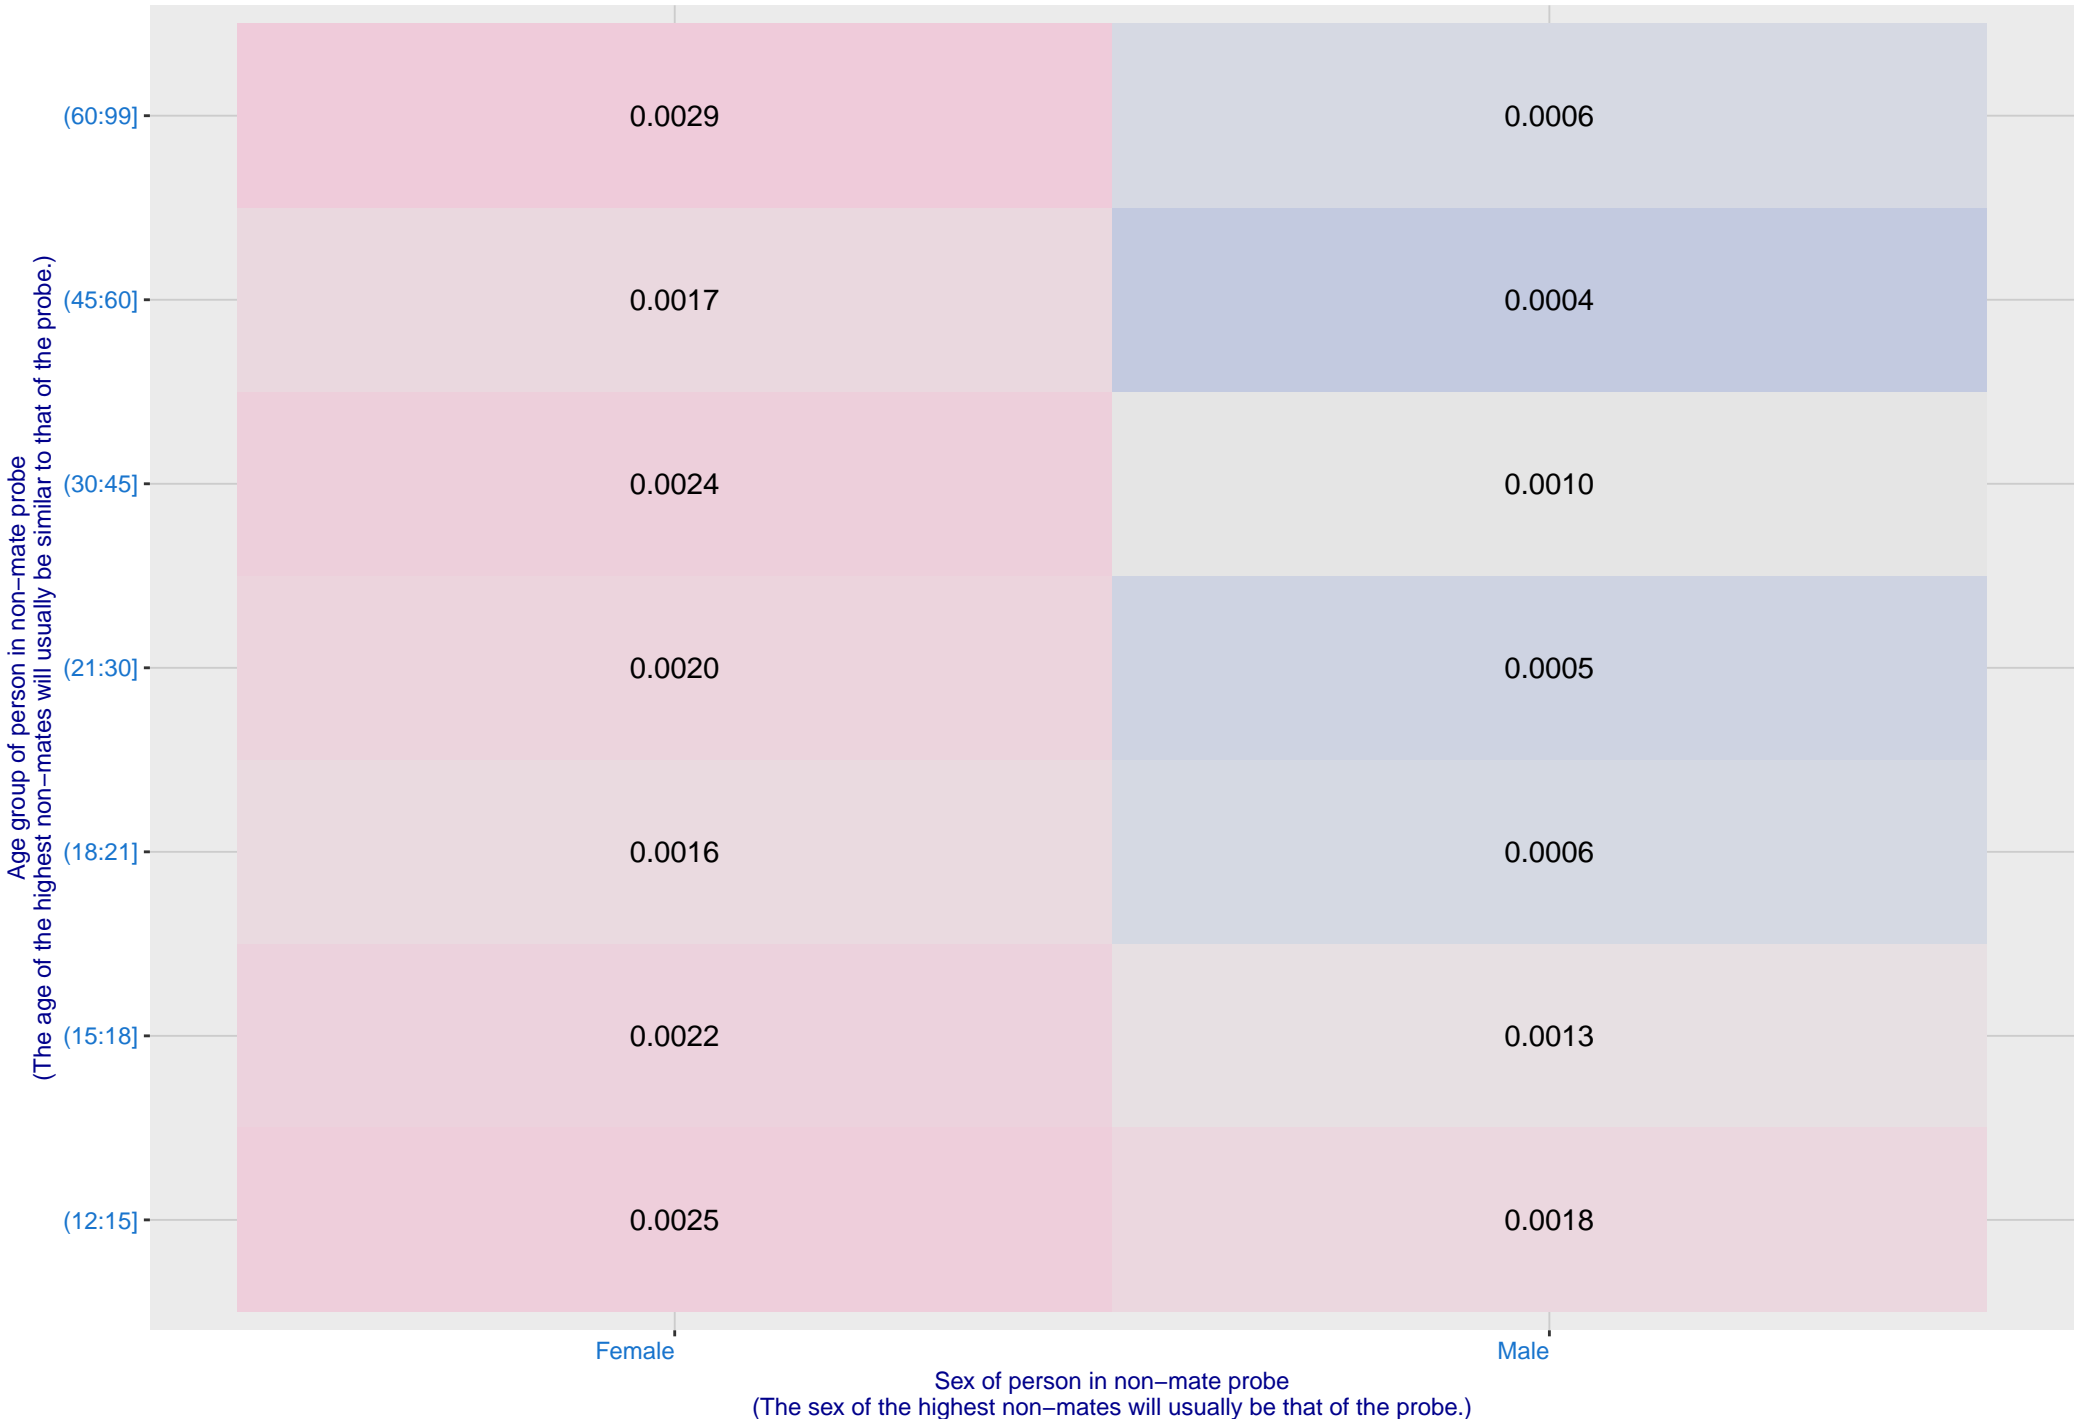 Age group of person in non−mate probe
(The age of the highest non−mates will usually be similar to that of the probe.)
(60:99] 0.0029 0.0006
(45:60] 0.0017 0.0004
(30:45] 0.0024 0.0010
(21:30] 0.0020 0.0005
(18:21] 0.0016 0.0006
(15:18] 0.0022 0.0013
(12:15] 0.0025 0.0018
Female Male
Sex of person in non−mate probe
(The sex of the highest non−mates will usually be that of the probe.)